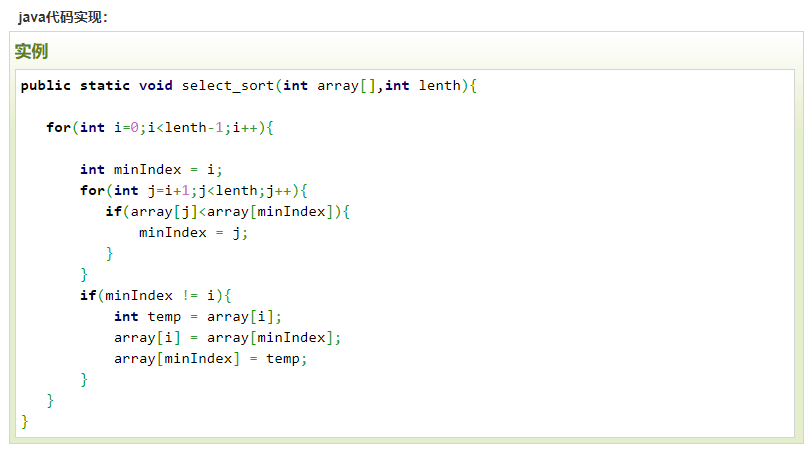 java代码实现:
实例
public static void select_sort(int array[],int lenth){
for(int i=0;i<lenth-1;i++){
int minIndex = i;
for(int j=i+1;j<lenth;j++){
if(array[j]<array[minIndex]){
minIndex = j;
}
}
if(minIndex != i){
int temp = array[i];
array[i] = array[minIndex];
array[minIndex] = temp;
}
}
}